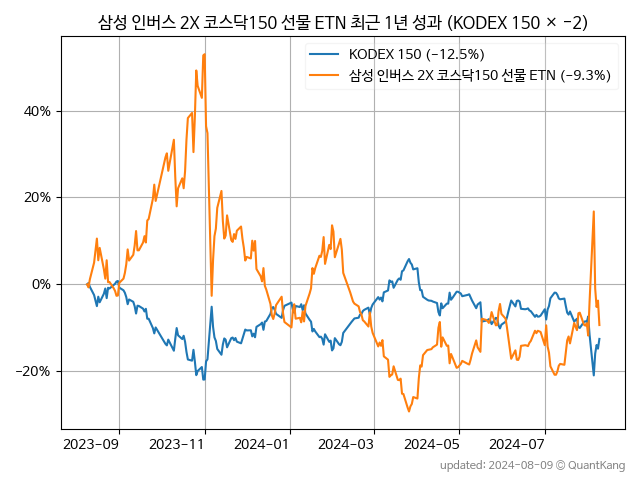 삼성 인버스 2X 코스닥150 선물 ETN 최근 1년 성과 (KODEX 150 × −2)
KODEX 150 (−12.5%)
삼성 인버스 2X 코스닥150 선물 ETN (−9.3%)
40%
20%
0%
−20%
2023-09 2023-11 2024-01 2024-03 2024-05 2024-07
updated: 2024-08-09 © QuantKang